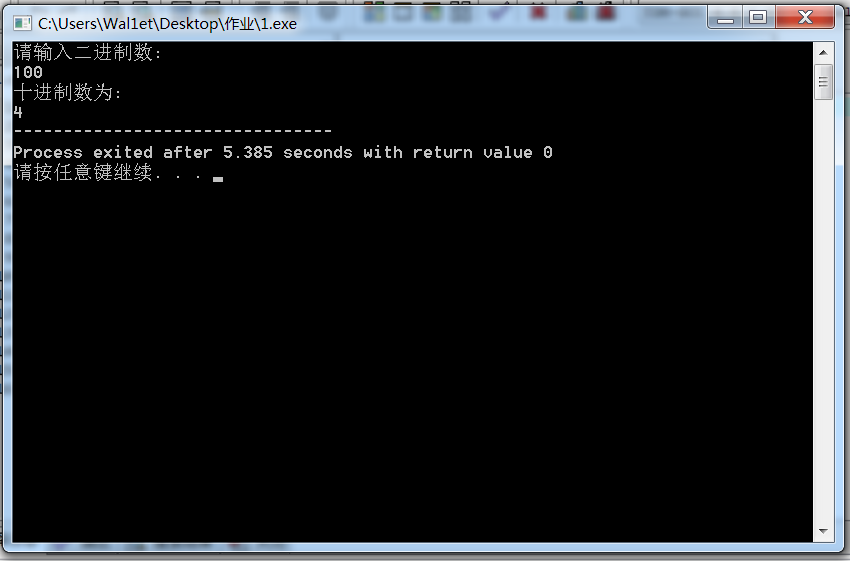 C:\Users\Wal1et\Desktop\作业\1.exe
请输入二进制数：
100
十进制数为：
4
--------------------------------
Process exited after 5.385 seconds with return value 0
请按任意键继续. . .